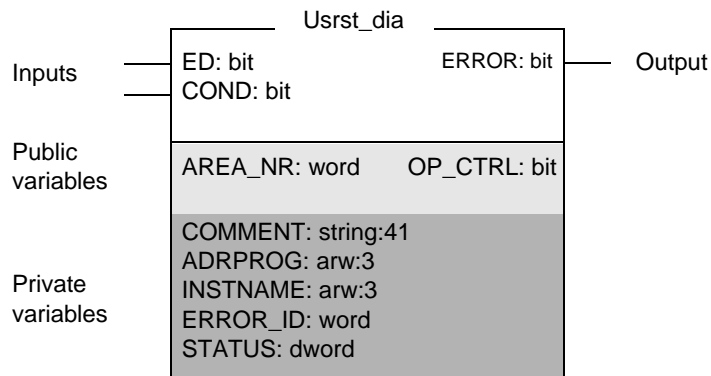 Usrst_dia
Inputs
ED: bit
ERROR: bit
Output
COND: bit
Public
variables
AREA_NR: word
OP_CTRL: bit
Private
variables
COMMENT: string:41
ADRPROG: arw:3
INSTNAME: arw:3
ERROR_ID: word
STATUS: dword